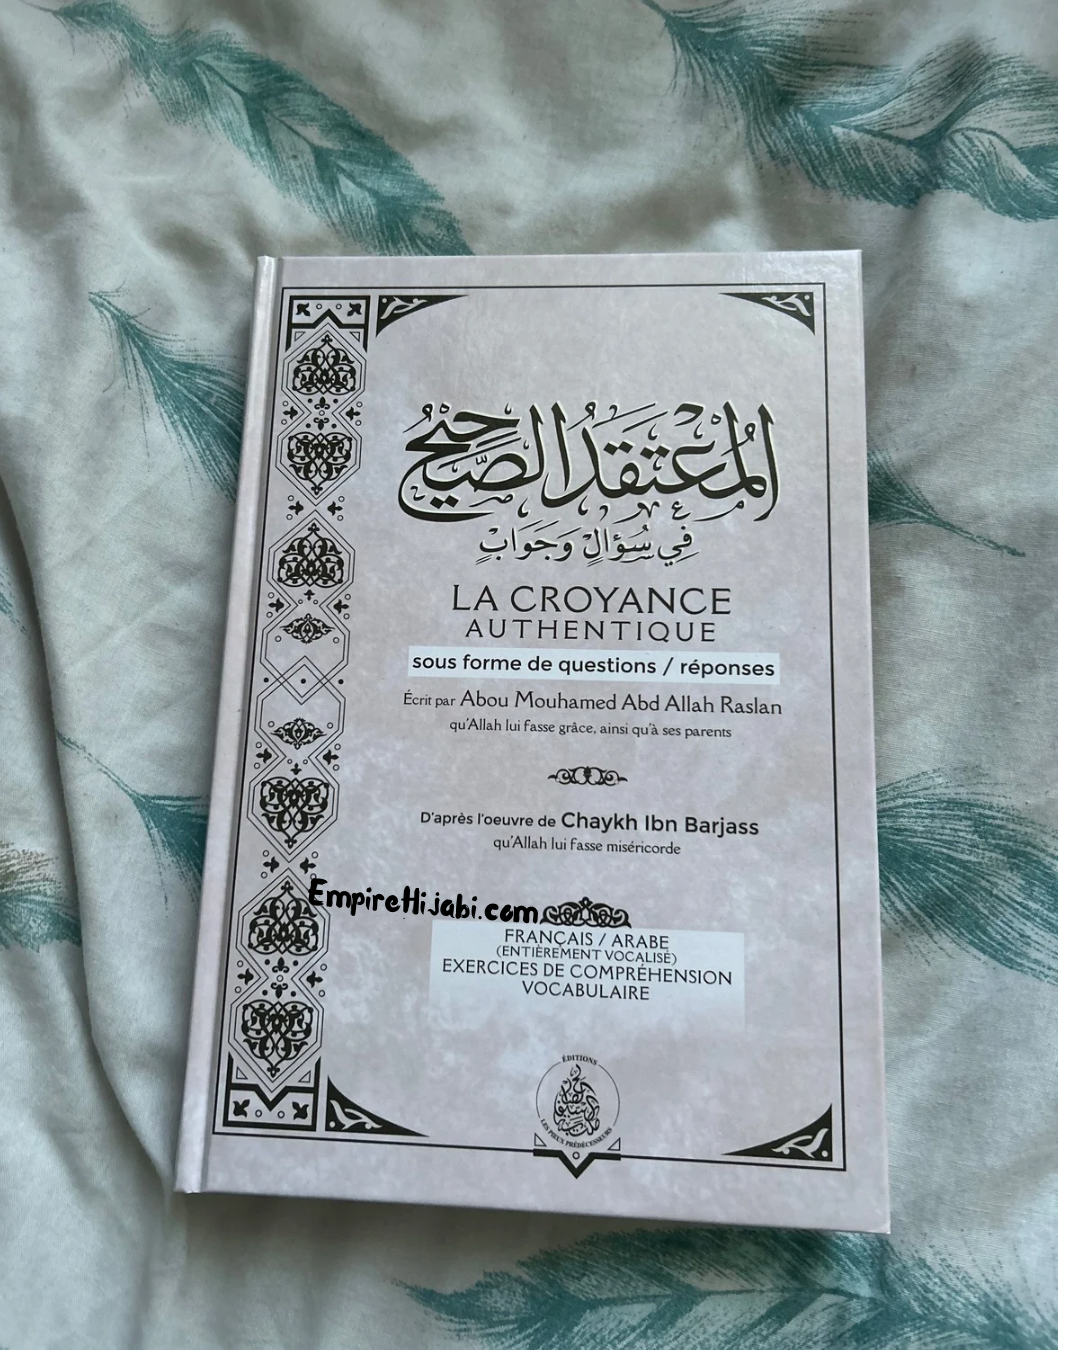 المُعْتَقَدُ الصَّحِيحُ
فِي سُؤَالٍ وَجَوَابٍ
LA CROYANCE
AUTHENTIQUE
sous forme de questions / réponses
Écrit par Abou Mouhamed Abd Allah Raslan
qu'Allah lui fasse grâce, ainsi qu'à ses parents
D'après l'oeuvre de Chaykh Ibn Barjass
qu'Allah lui fasse miséricorde
EmpireHijabi.com
FRANÇAIS / ARABE
(ENTIÈREMENT VOCALISÉ)
EXERCICES DE COMPRÉHENSION
VOCABULAIRE
ÉDITIONS
LES PIEUX PRÉDÉCESSEURS